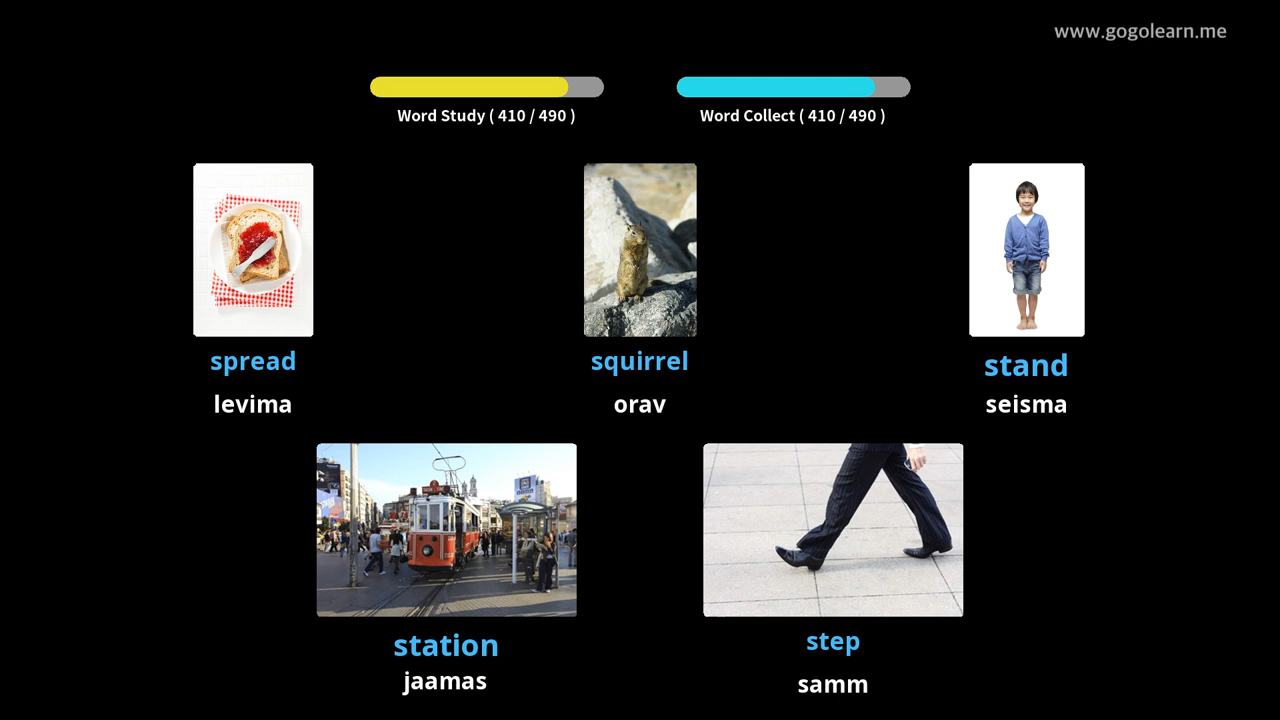 www.gogolearn.me
Word Study ( 410 / 490 )
Word Collect ( 410 / 490 )
spread
levima
squirrel
orav
stand
seisma
station
jaamas
step
samm